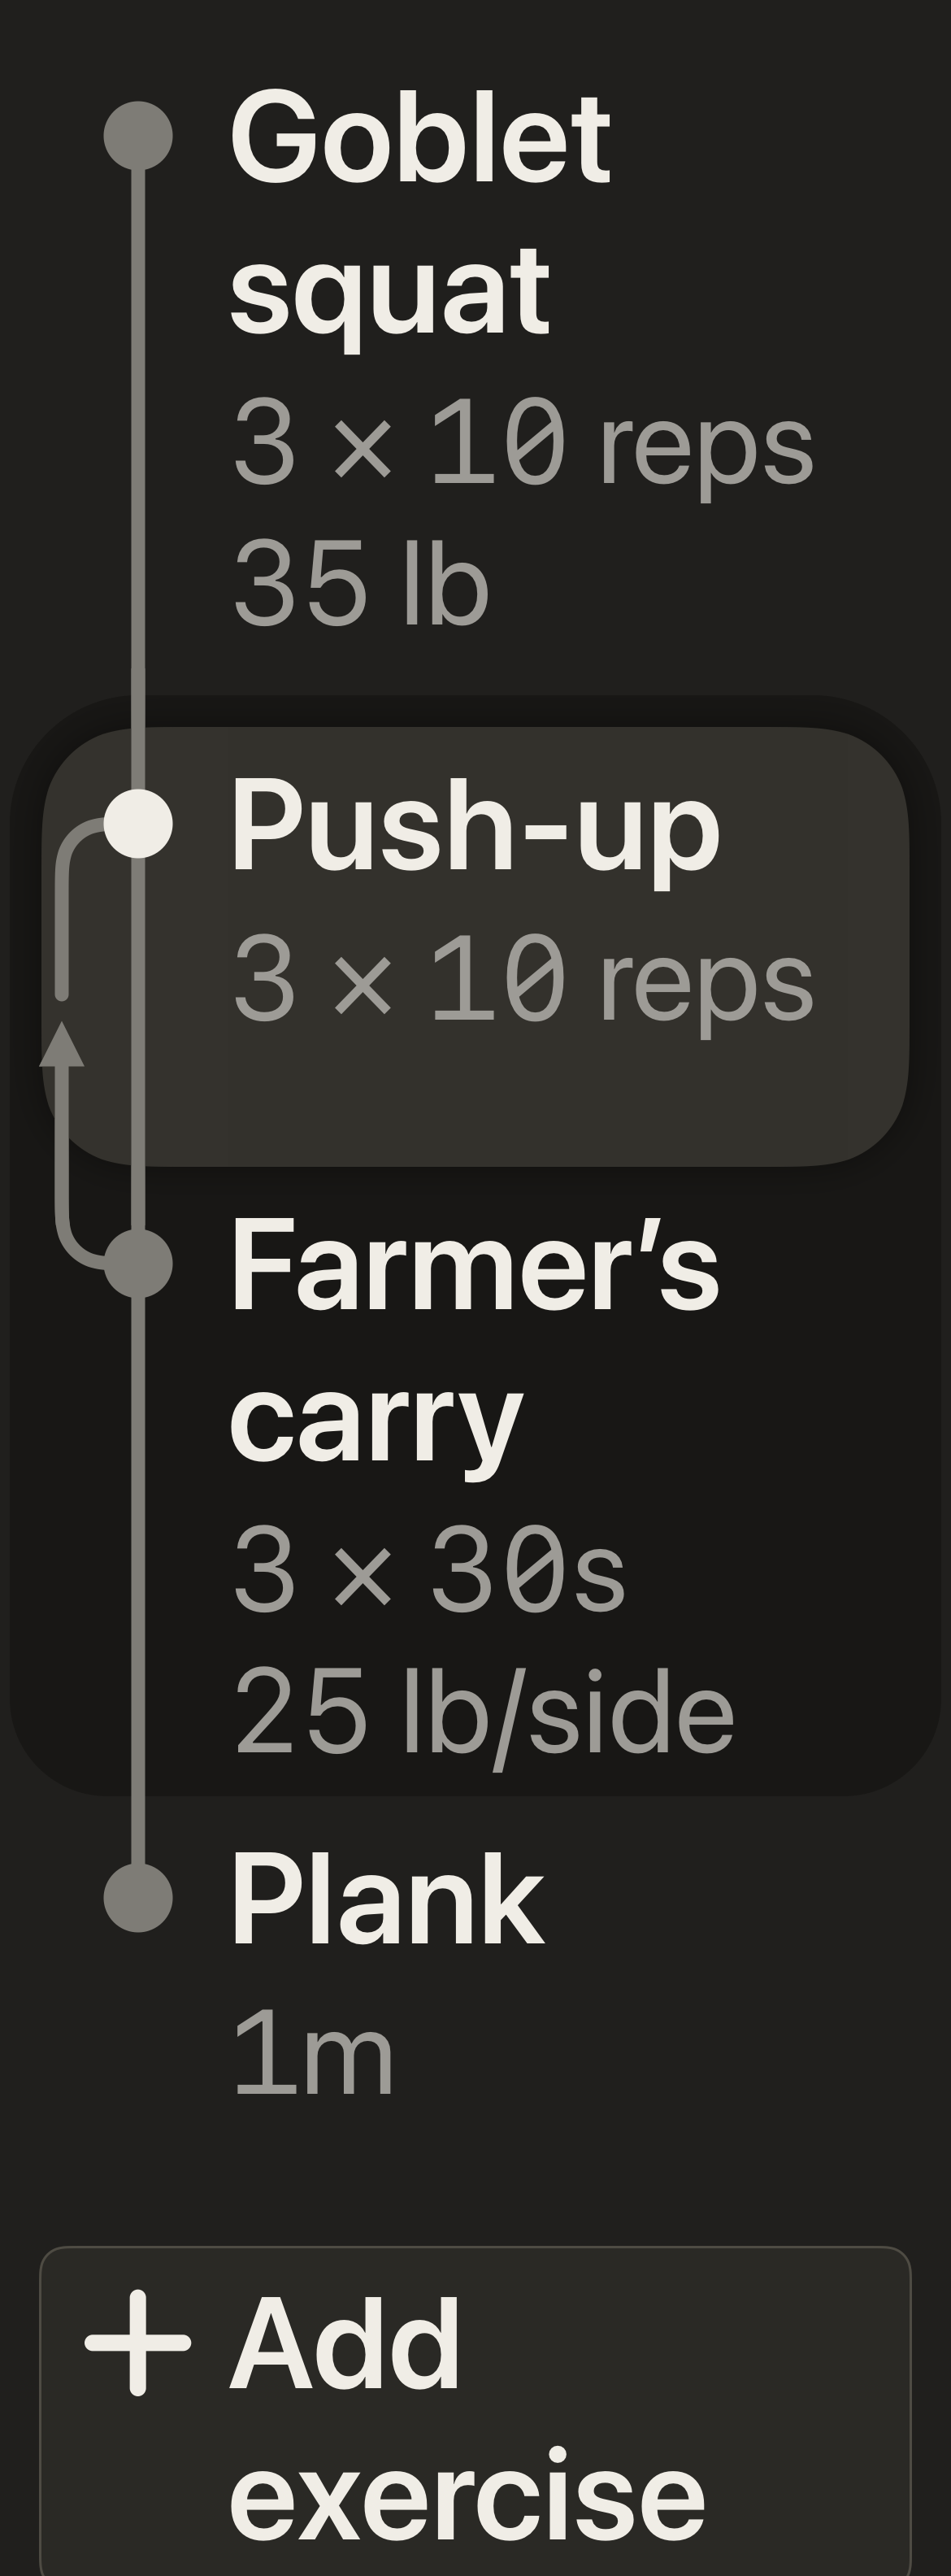 Goblet
squat
3 × 10 reps
35 lb
Push-up
3 × 10 reps
Farmer’s
carry
3 × 30s
25 lb/side
Plank
1m
Add
exercise